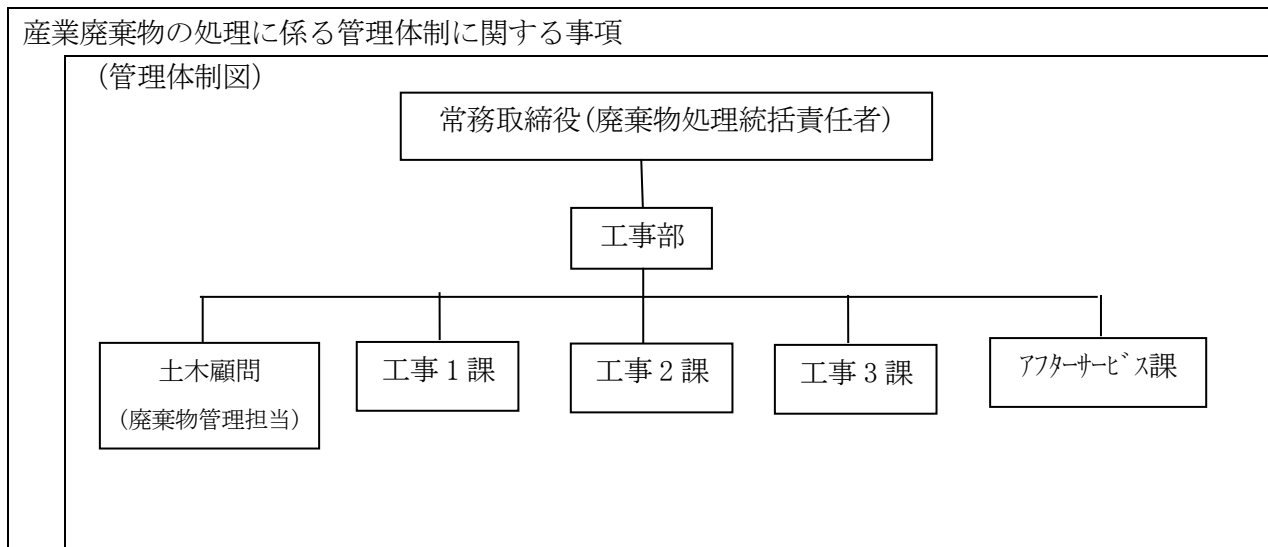 産業廃棄物の処理に係る管理体制に関する事項
(管理体制図)
常務取締役(廃棄物処理統括責任者)
工事部
土木顧問
(廃棄物管理担当)
工事1課
工事2課
工事3課
アフターサービス課